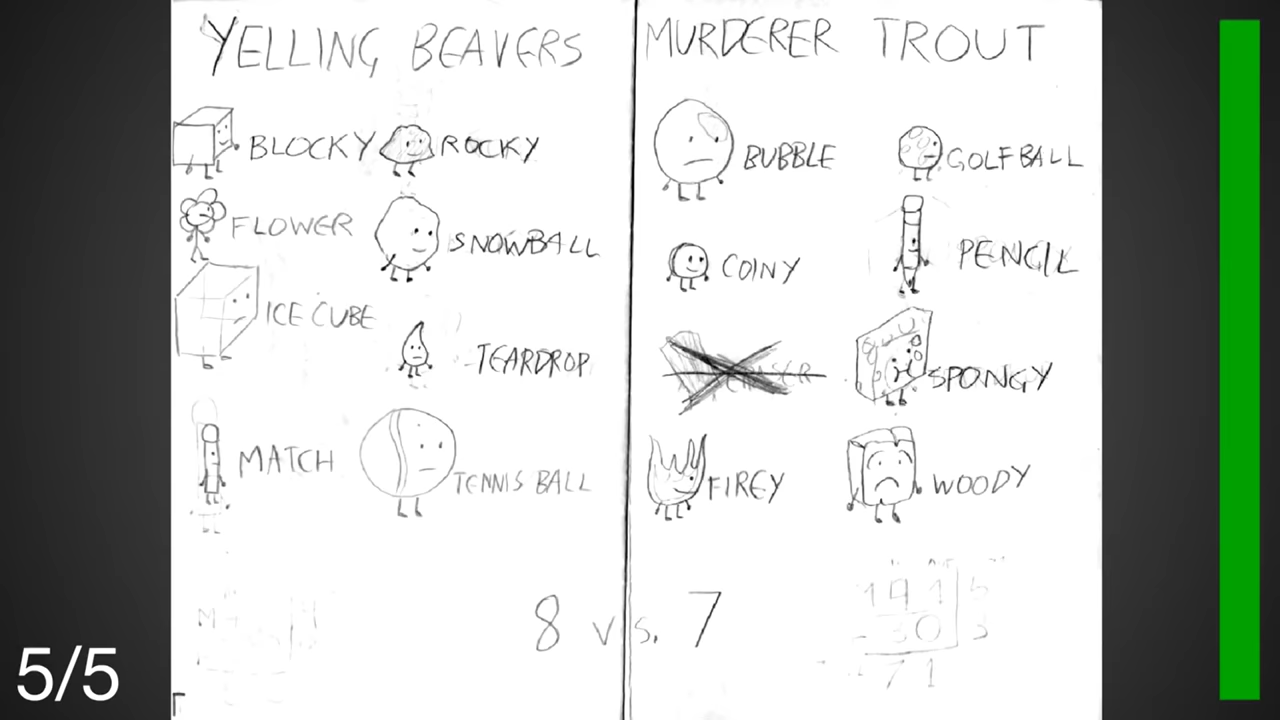 YELLING BEAVERS
BLOCKY ROCKY
FLOWER SNOWBALL
ICE CUBE
TEARDROP
MATCH TENNIS BALL
MURDERER TROUT
BUBBLE GOLFBALL
COINY PENCIL
SPONGY
FIREY WOODY
8 vs. 7
5/5